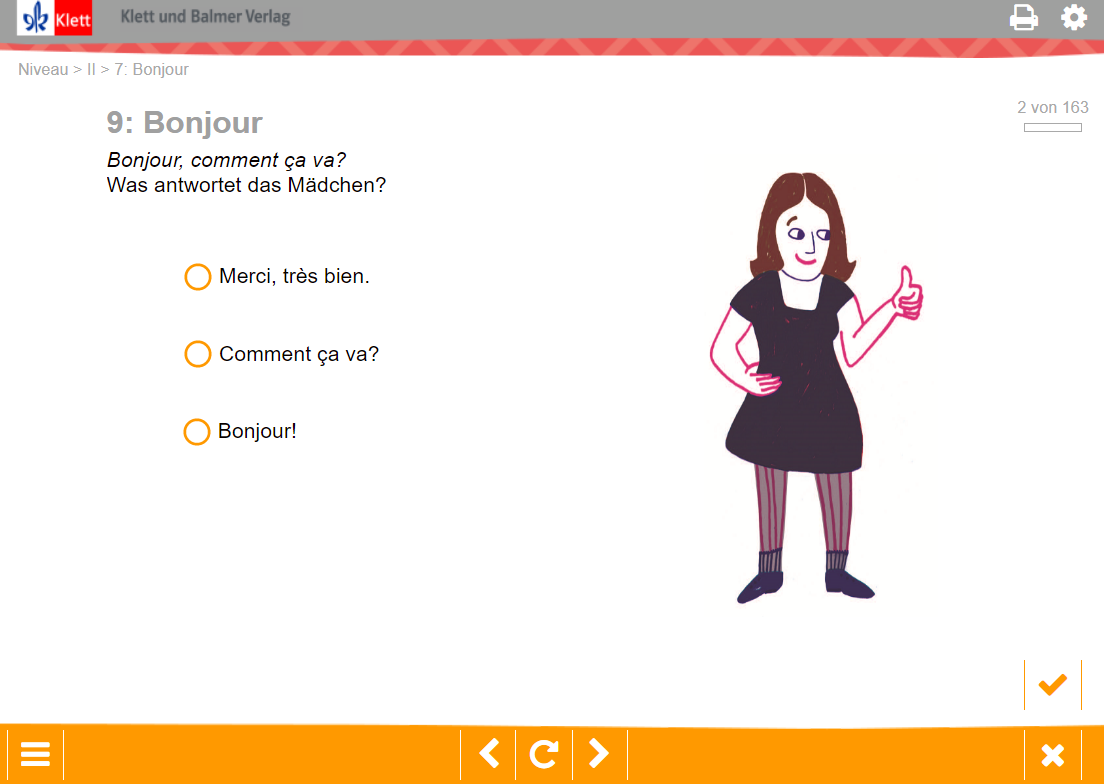 Klett
Klett und Balmer Verlag
Niveau > II > 7: Bonjour
2 von 163
9: Bonjour
Bonjour, comment ça va?
Was antwortet das Mädchen?
Merci, très bien.
Comment ça va?
Bonjour!